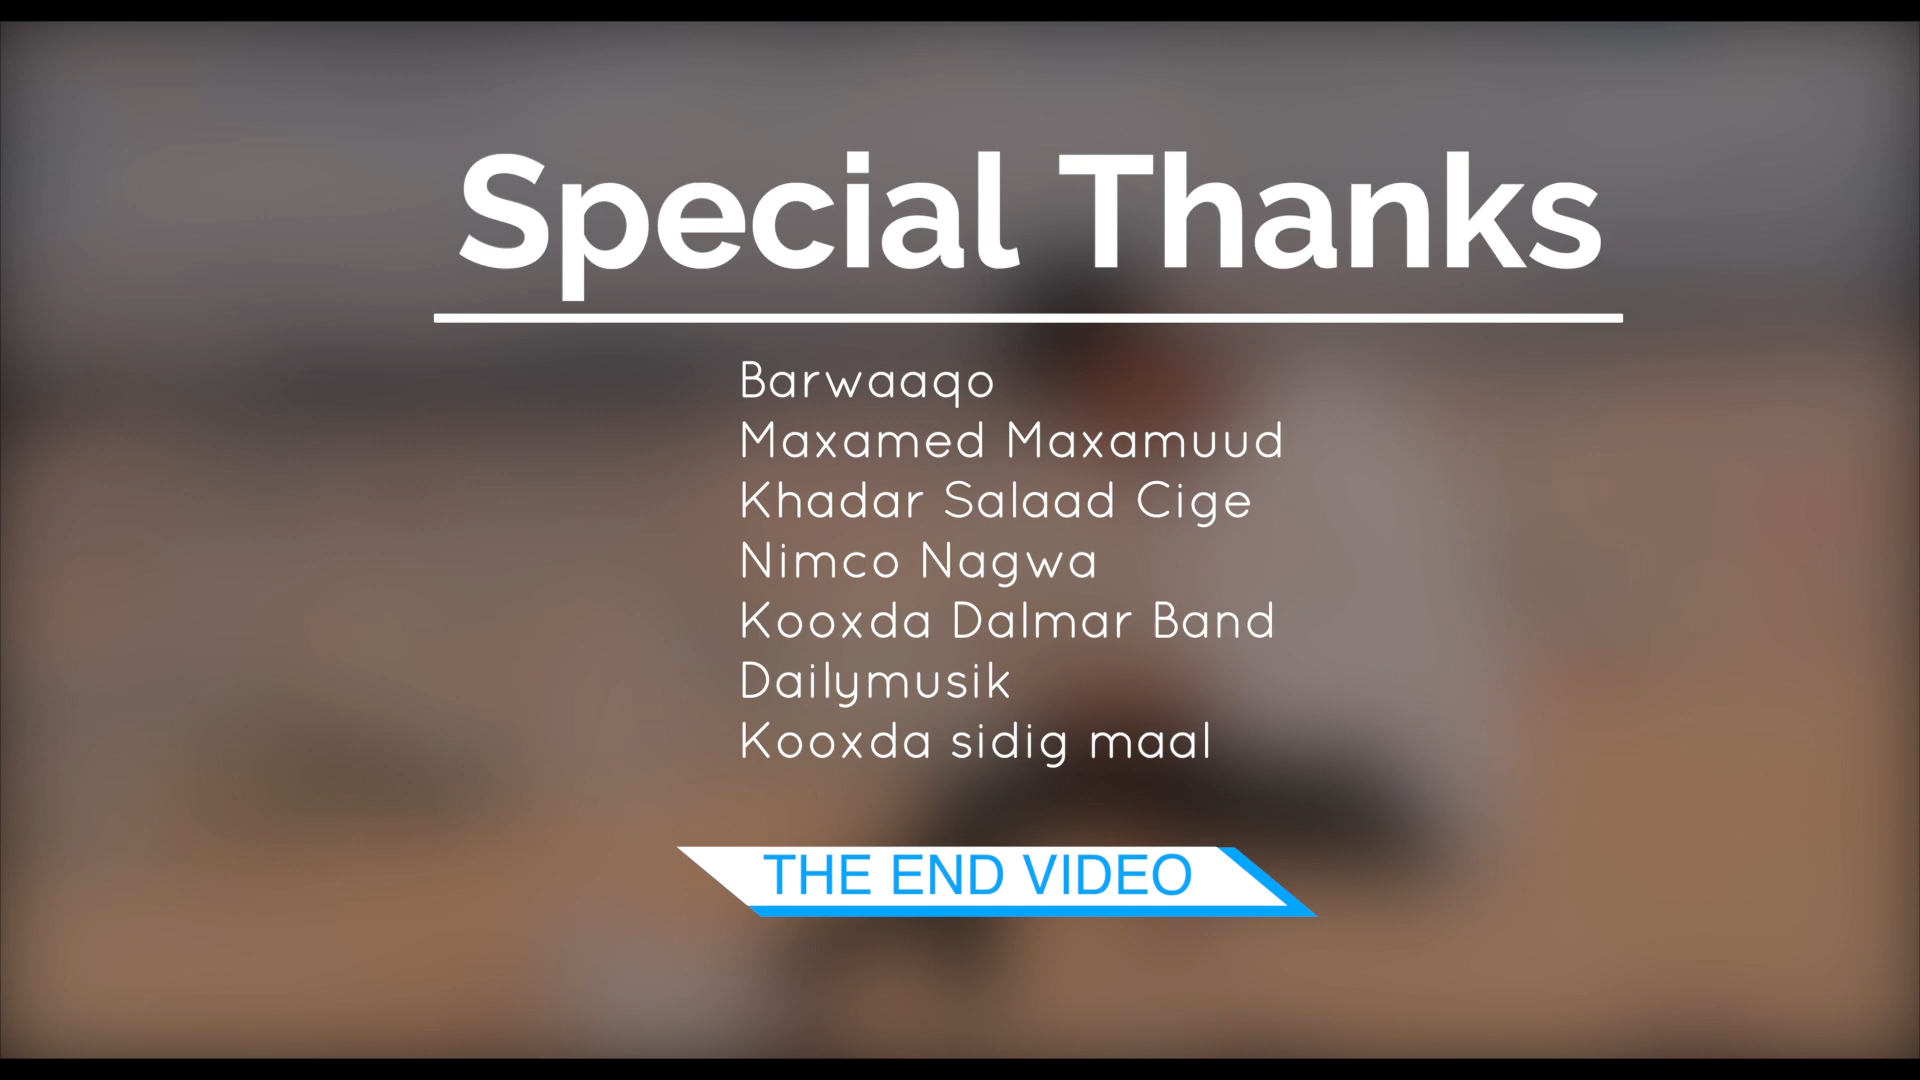 Special Thanks
Barwaaqo
Maxamed Maxamuud
Khadar Salaad Cige
Nimco Nagwa
Kooxda Dalmar Band
Dailymusik
Kooxda sidig maal
THE END VIDEO